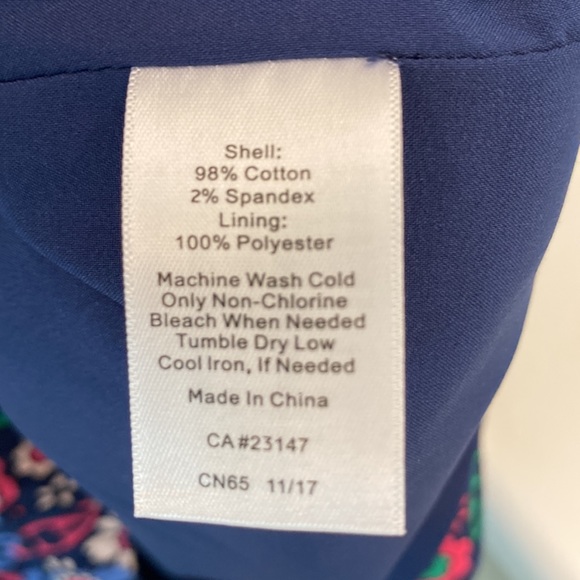 Shell:
98% Cotton
2% Spandex
Lining:
100% Polyester
Machine Wash Cold
Only Non-Chlorine
Bleach When Needed
Tumble Dry Low
Cool Iron, If Needed
Made In China
CA#23147
CN65 11/17